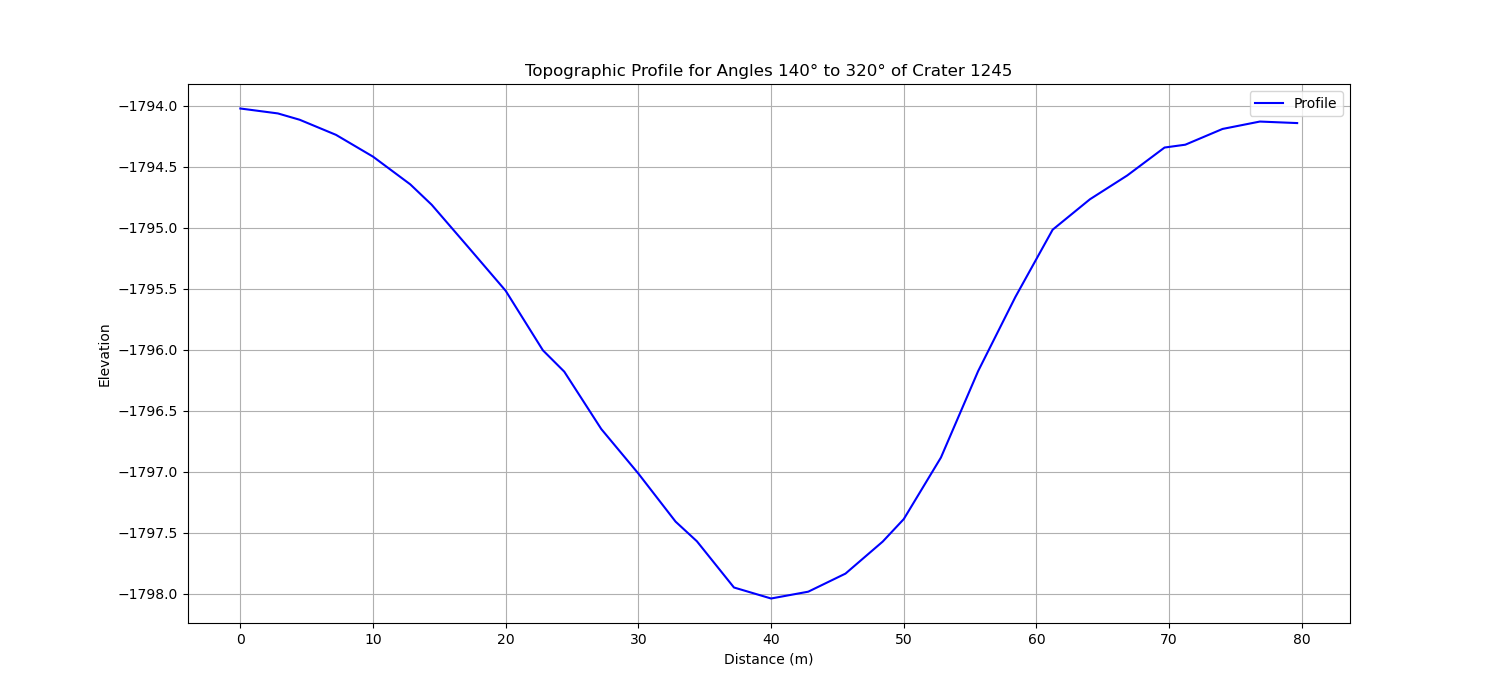 Topographic Profile for Angles 140° to 320° of Crater 1245
Profile
−1794.0
−1794.5
−1795.0
−1795.5
−1796.0
−1796.5
−1797.0
−1797.5
−1798.0
Elevation
0 10 20 30 40 50 60 70 80
Distance (m)